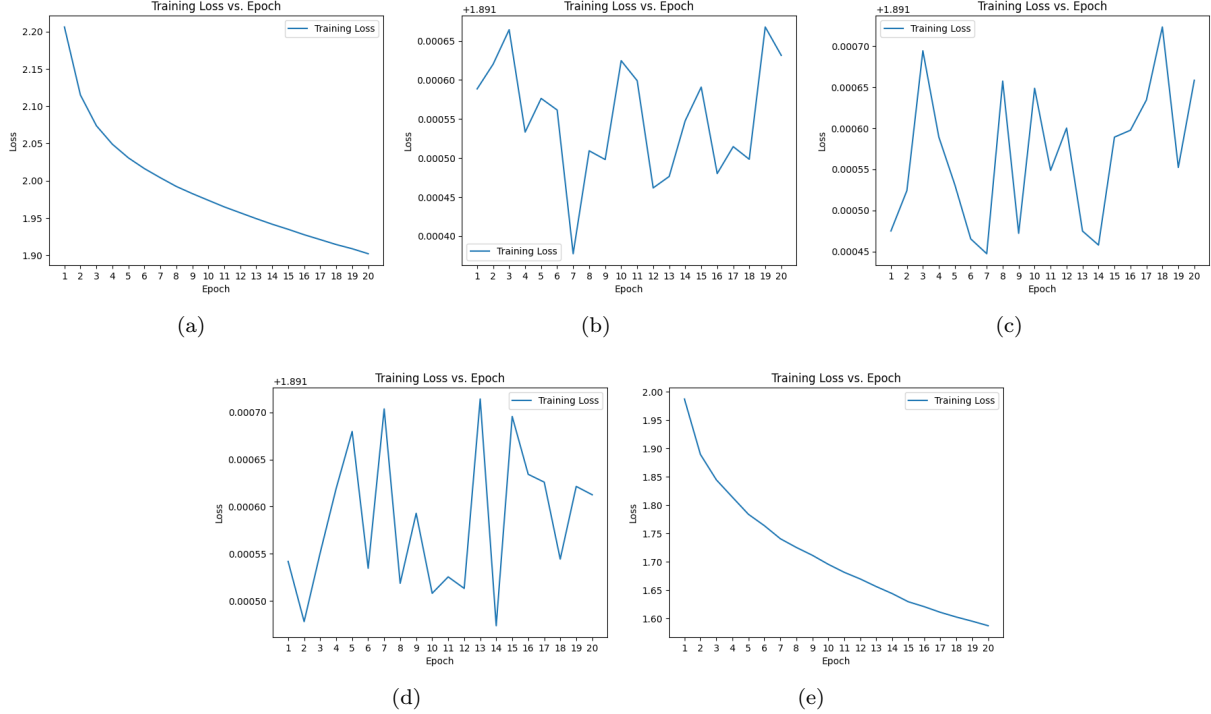 Training Loss vs. Epoch
Training Loss
2.20
2.15
2.10
2.05
2.00
1.95
1.90
Loss
1 2 3 4 5 6 7 8 9 10 11 12 13 14 15 16 17 18 19 20
Epoch
(a)
Training Loss vs. Epoch
+1.891
0.00065
0.00060
0.00055
0.00050
0.00045
0.00040
Loss
Training Loss
1 2 3 4 5 6 7 8 9 10 11 12 13 14 15 16 17 18 19 20
Epoch
(b)
Training Loss vs. Epoch
+1.891
Training Loss
0.00070
0.00065
0.00060
0.00055
0.00050
0.00045
Loss
1 2 3 4 5 6 7 8 9 10 11 12 13 14 15 16 17 18 19 20
Epoch
(c)
Training Loss vs. Epoch
+1.891
Training Loss
0.00070
0.00065
0.00060
0.00055
0.00050
Loss
1 2 3 4 5 6 7 8 9 10 11 12 13 14 15 16 17 18 19 20
Epoch
(d)
Training Loss vs. Epoch
Training Loss
2.00
1.95
1.90
1.85
1.80
1.75
1.70
1.65
1.60
Loss
1 2 3 4 5 6 7 8 9 10 11 12 13 14 15 16 17 18 19 20
Epoch
(e)